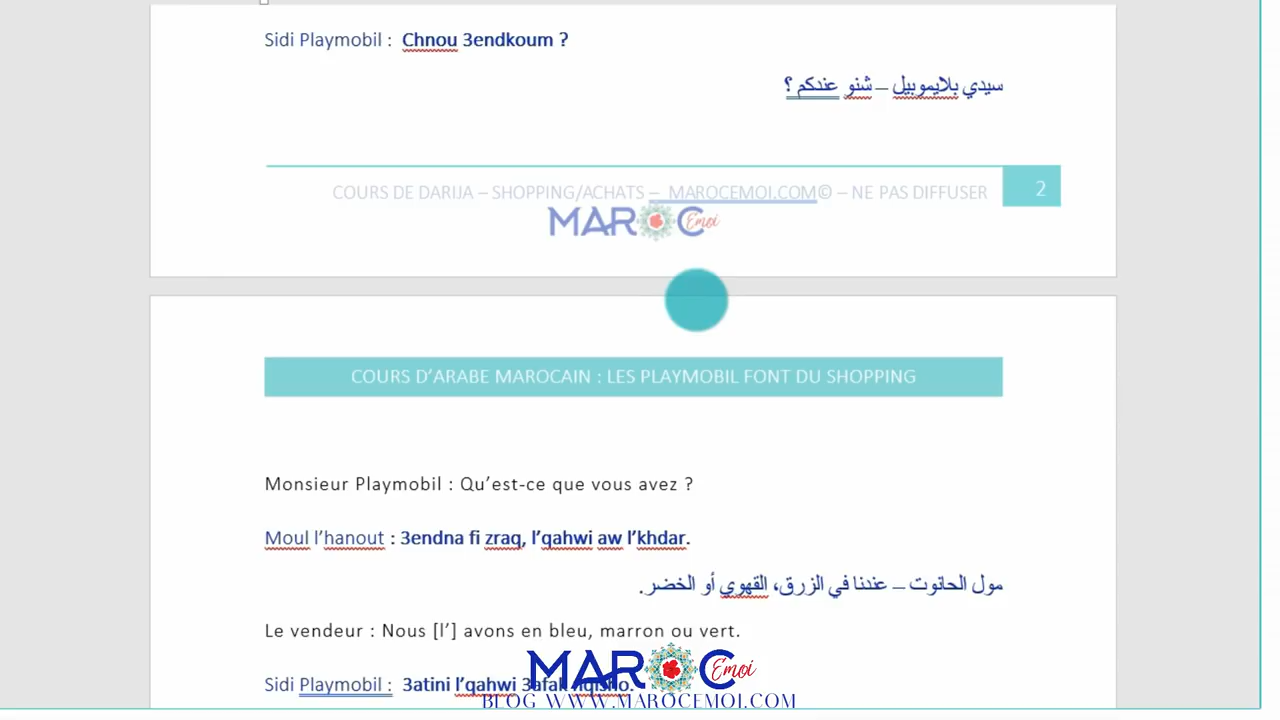 Sidi Playmobil : Chnou 3endkoum ?
سيدي بلايموبيل – شنو عندكم ؟
COURS DE DARIJA – SHOPPING/ACHATS – MAROCEMOI.COM© – NE PAS DIFFUSER
2
MAROC Emoi
COURS D’ARABE MAROCAIN : LES PLAYMOBIL FONT DU SHOPPING
Monsieur Playmobil : Qu’est-ce que vous avez ?
Moul l’hanout : 3endna fi zraq, l’qahwi aw l’khdar.
مول الحانوت – عندنا في الزرق، القهوي أو الخضر.
Le vendeur : Nous [l’] avons en bleu, marron ou vert.
Sidi Playmobil : 3atini l’qahwi 3afak
MAROC Emoi
BLOG WWW.MAROCEMOI.COM